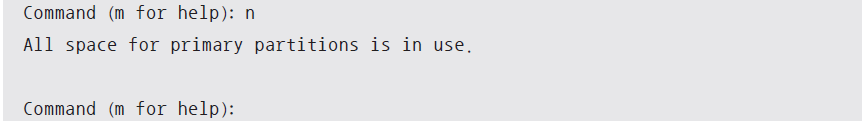 Command (m for help): n
All space for primary partitions is in use.
Command (m for help):